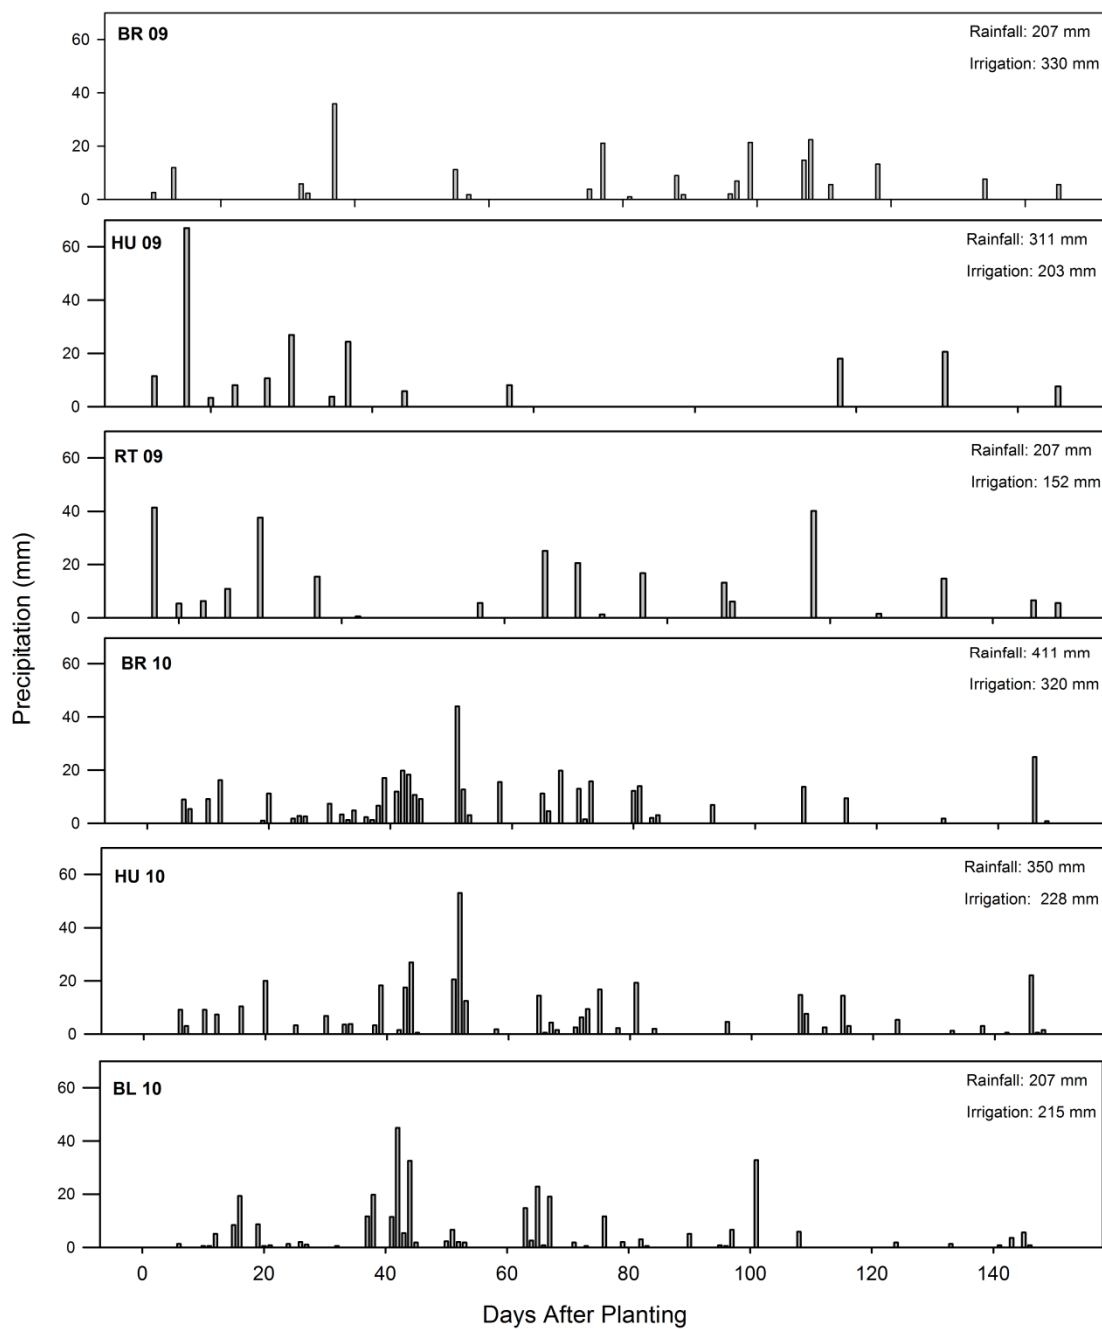 BR 09
Rainfall: 207 mm
Irrigation: 330 mm
60
40
20
0
HU 09
Rainfall: 311 mm
Irrigation: 203 mm
60
40
20
0
RT 09
Rainfall: 207 mm
Irrigation: 152 mm
60
40
20
0
Precipitation (mm)
BR 10
Rainfall: 411 mm
Irrigation: 320 mm
60
40
20
0
HU 10
Rainfall: 350 mm
Irrigation: 228 mm
60
40
20
0
BL 10
Rainfall: 207 mm
Irrigation: 215 mm
60
40
20
0
0 20 40 60 80 100 120 140
Days After Planting